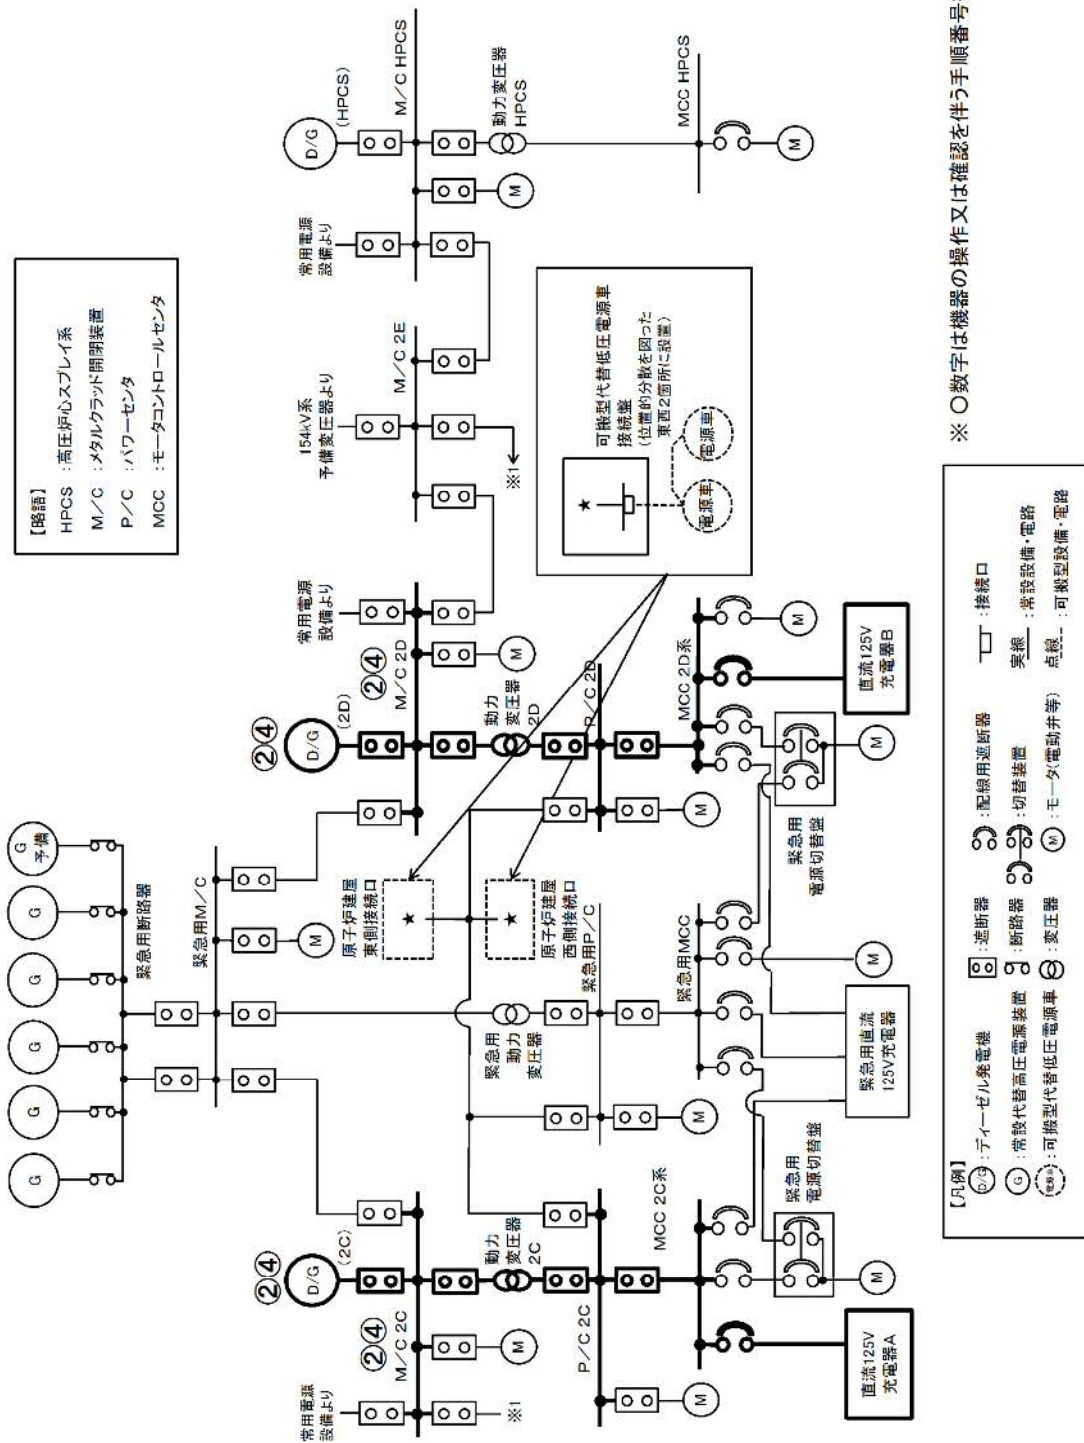 【略語】
HPCS :高圧炉心スプレイ系
M/C :メタルクラッド開閉装置
P/C :パワーセンタ
MCC :モータコントロールセンタ
G
G
G
G
G
G
予備
緊急用断路器
緊急用M/C
M
②④
D/G
(2C)
②④
M/C 2C
常用電源
設備より
※1
M
動力
変圧器
2C
P/C 2C
M
MCC 2C系
直流125V
充電器A
緊急用
電源切替盤
M
緊急用
動力
変圧器
緊急用P/C
M
緊急用MCC
M
緊急用直流
125V充電器
原子炉建屋
東側接続口
★
原子炉建屋
西側接続口
★
②④
D/G
(2D)
②④
M/C 2D
常用電源
設備より
M
動力
変圧器
2D
P/C 2D
M
MCC 2D系
M
直流125V
充電器B
緊急用
電源切替盤
M
154kV系
予備変圧器より
M/C 2E
※1
可搬型代替低圧電源車
接続盤
(位置的分散を図った
東西2箇所に設置)
★
電源車
電源車
D/G
(HPCS)
M/C HPCS
常用電源
設備より
M
動力変圧器
HPCS
MCC HPCS
M
【凡例】
D/G :ディーゼル発電機
G :常設代替高圧電源装置
電源車 :可搬型代替低圧電源車
:遮断器
:断路器
:変圧器
:配線用遮断器
:切替装置
M :モータ(電動弁等)
:接続口
実線 :常設設備・電路
点線 :可搬型設備・電路
※ ○数字は機器の操作又は確認を伴う手順番号